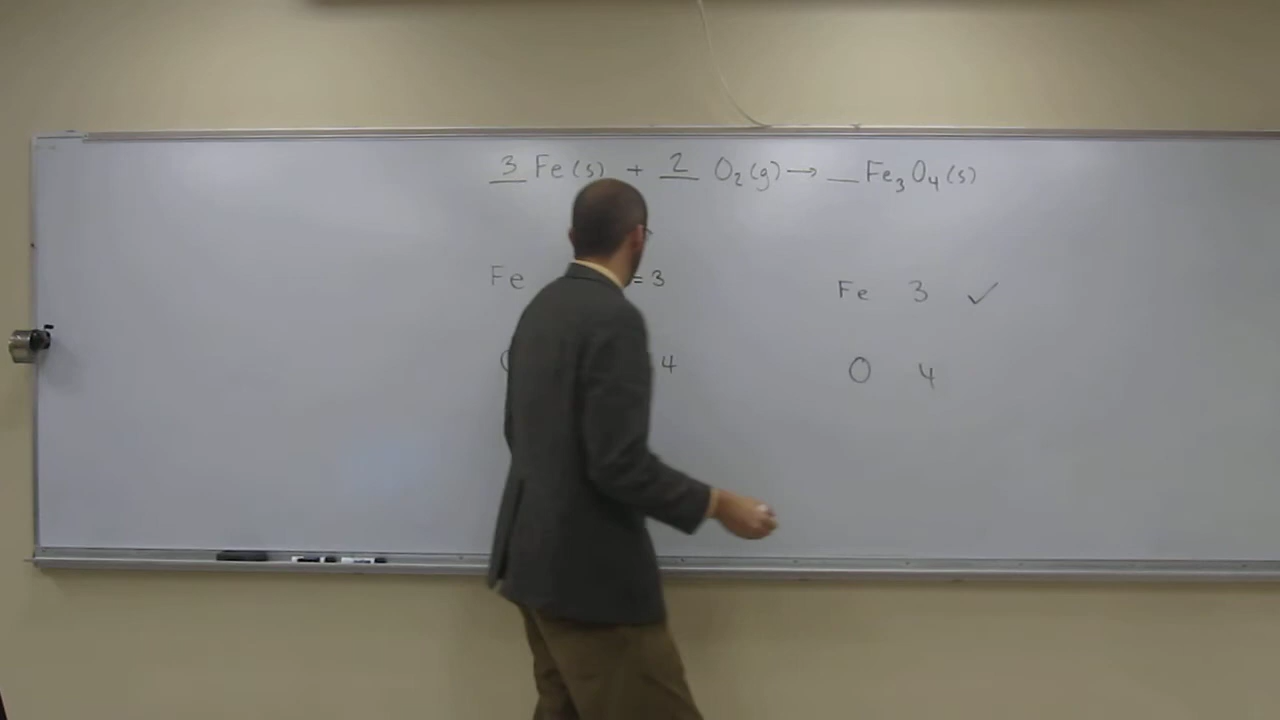 3 Fe(s) + 2 O₂(g) → __ Fe₃O₄(s)
Fe = 3 Fe 3 ✓
4 O 4